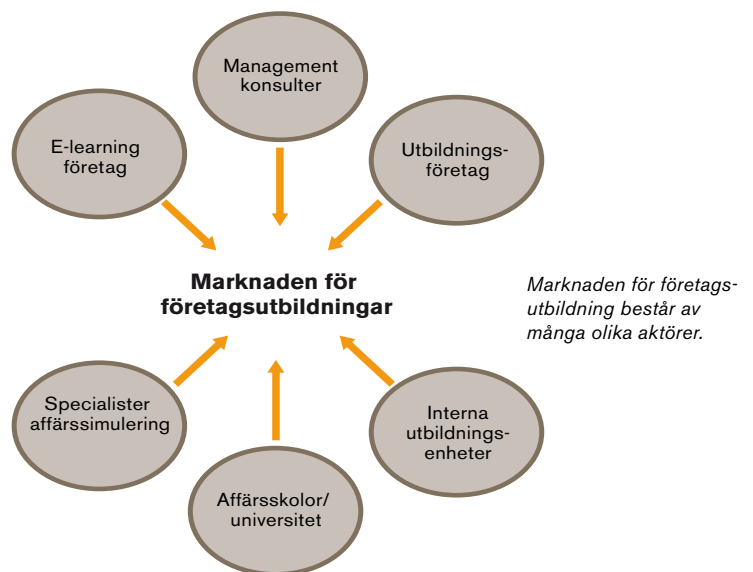 Management
konsulter
E-learning
företag
Utbildnings-
företag
Marknaden för
företagsutbildningar
Marknaden för företags-
utbildning består av
många olika aktörer.
Specialister
affärssimulering
Interna
utbildnings-
enheter
Affärsskolor/
universitet